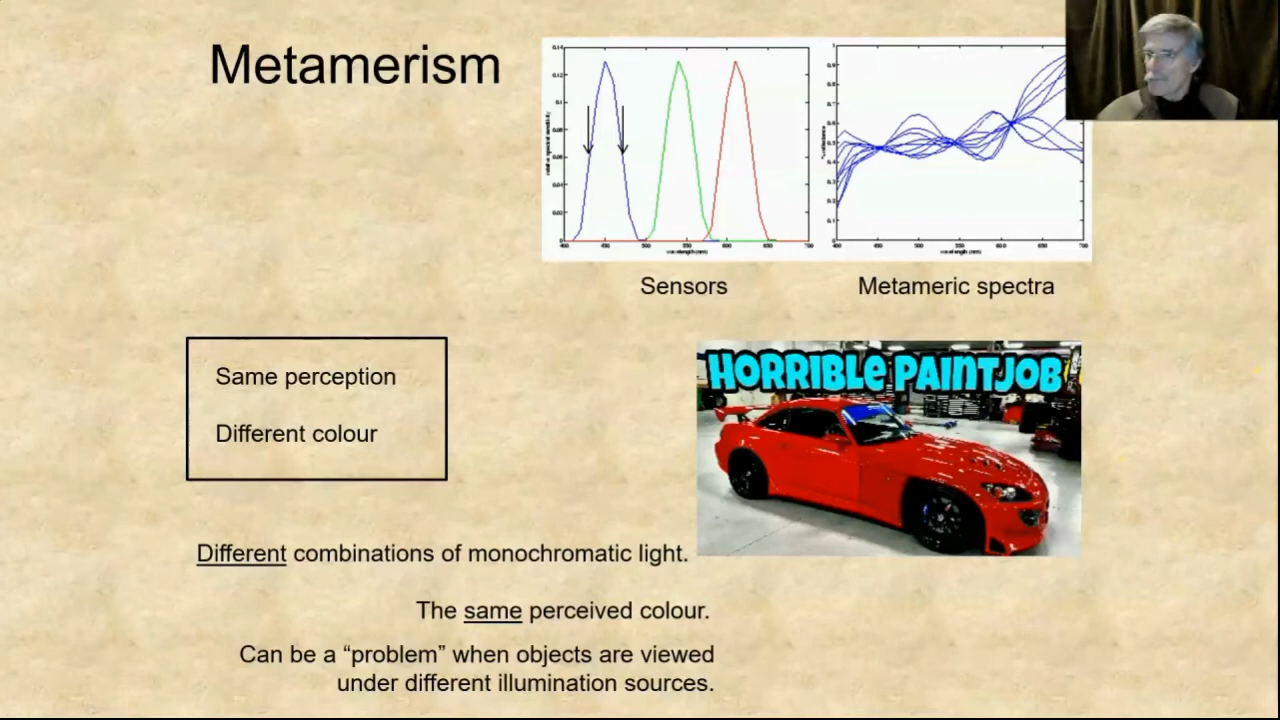 Metamerism
Sensors
Metameric spectra
HORRIBLE PAINTJOB
Same perception
Different colour
Different combinations of monochromatic light.
The same perceived colour.
Can be a “problem” when objects are viewed
under different illumination sources.